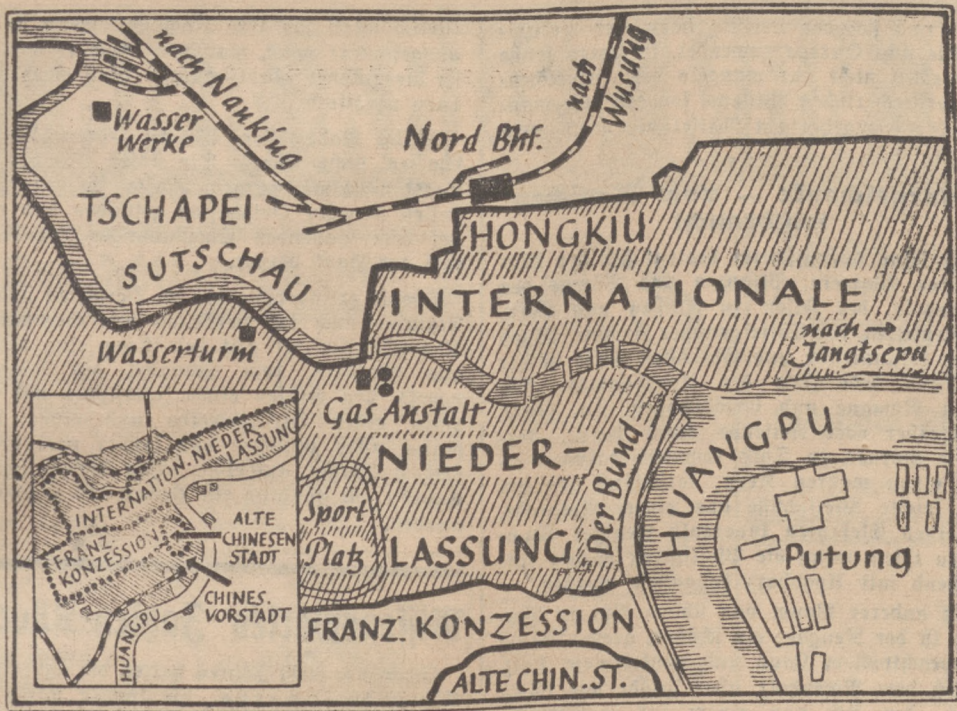 nach Nanking
nach
Wusung
Wasser
Werke
Nord Bhf.
TSCHAPEI
HONGKIU
SUTSCHAU
INTERNATIONALE
nach →
Jangtsepu
Wasserturm
Gas Anstalt
NIEDER-
LASSUNG
Sport
Platz
Der Bund
HUANGPU
Putung
FRANZ. KONZESSION
ALTE CHIN. ST.
INTERNATION. NIEDER-
LASSUNG
FRANZ.
KONZESSION
ALTE
CHINESEN
STADT
CHINES.
VORSTADT
HUANGPU